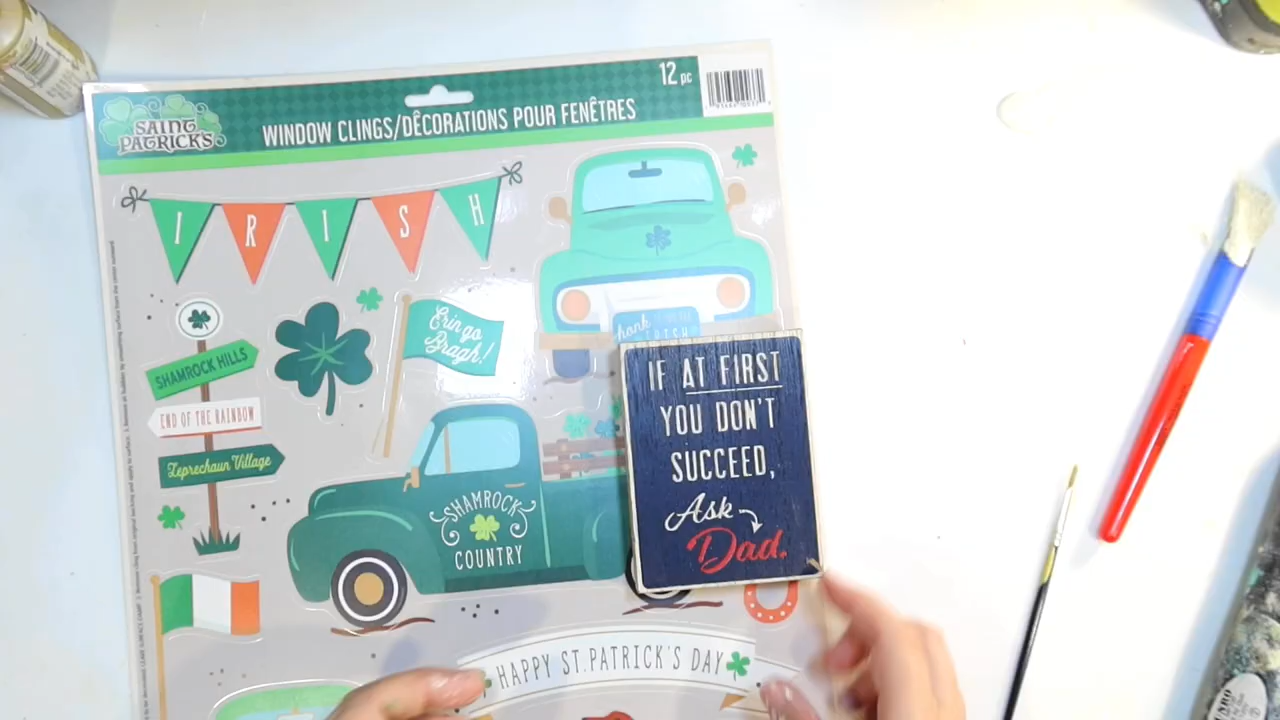 12 pc
SAINT
PATRICK'S
WINDOW CLINGS/DÉCORATIONS POUR FENÊTRES
I R I S H
Erin go
Bragh!
SHAMROCK HILLS
END OF THE RAINBOW
Leprechaun Village
SHAMROCK
COUNTRY
IF AT FIRST
YOU DON'T
SUCCEED,
Ask
Dad.
HAPPY ST. PATRICK'S DAY